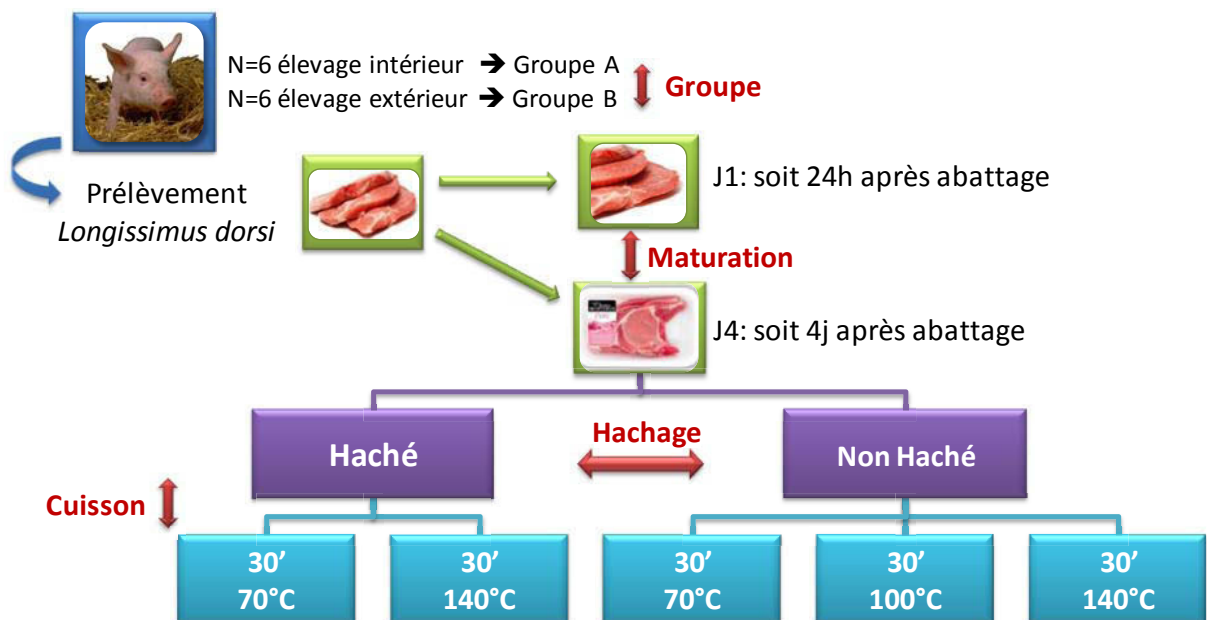 N=6 élevage intérieur ➔ Groupe A
N=6 élevage extérieur ➔ Groupe B
Groupe
Prélèvement
Longissimus dorsi
J1: soit 24h après abattage
Maturation
J4: soit 4j après abattage
Haché
Hachage
Non Haché
Cuisson
30’
70°C
30’
140°C
30’
70°C
30’
100°C
30’
140°C